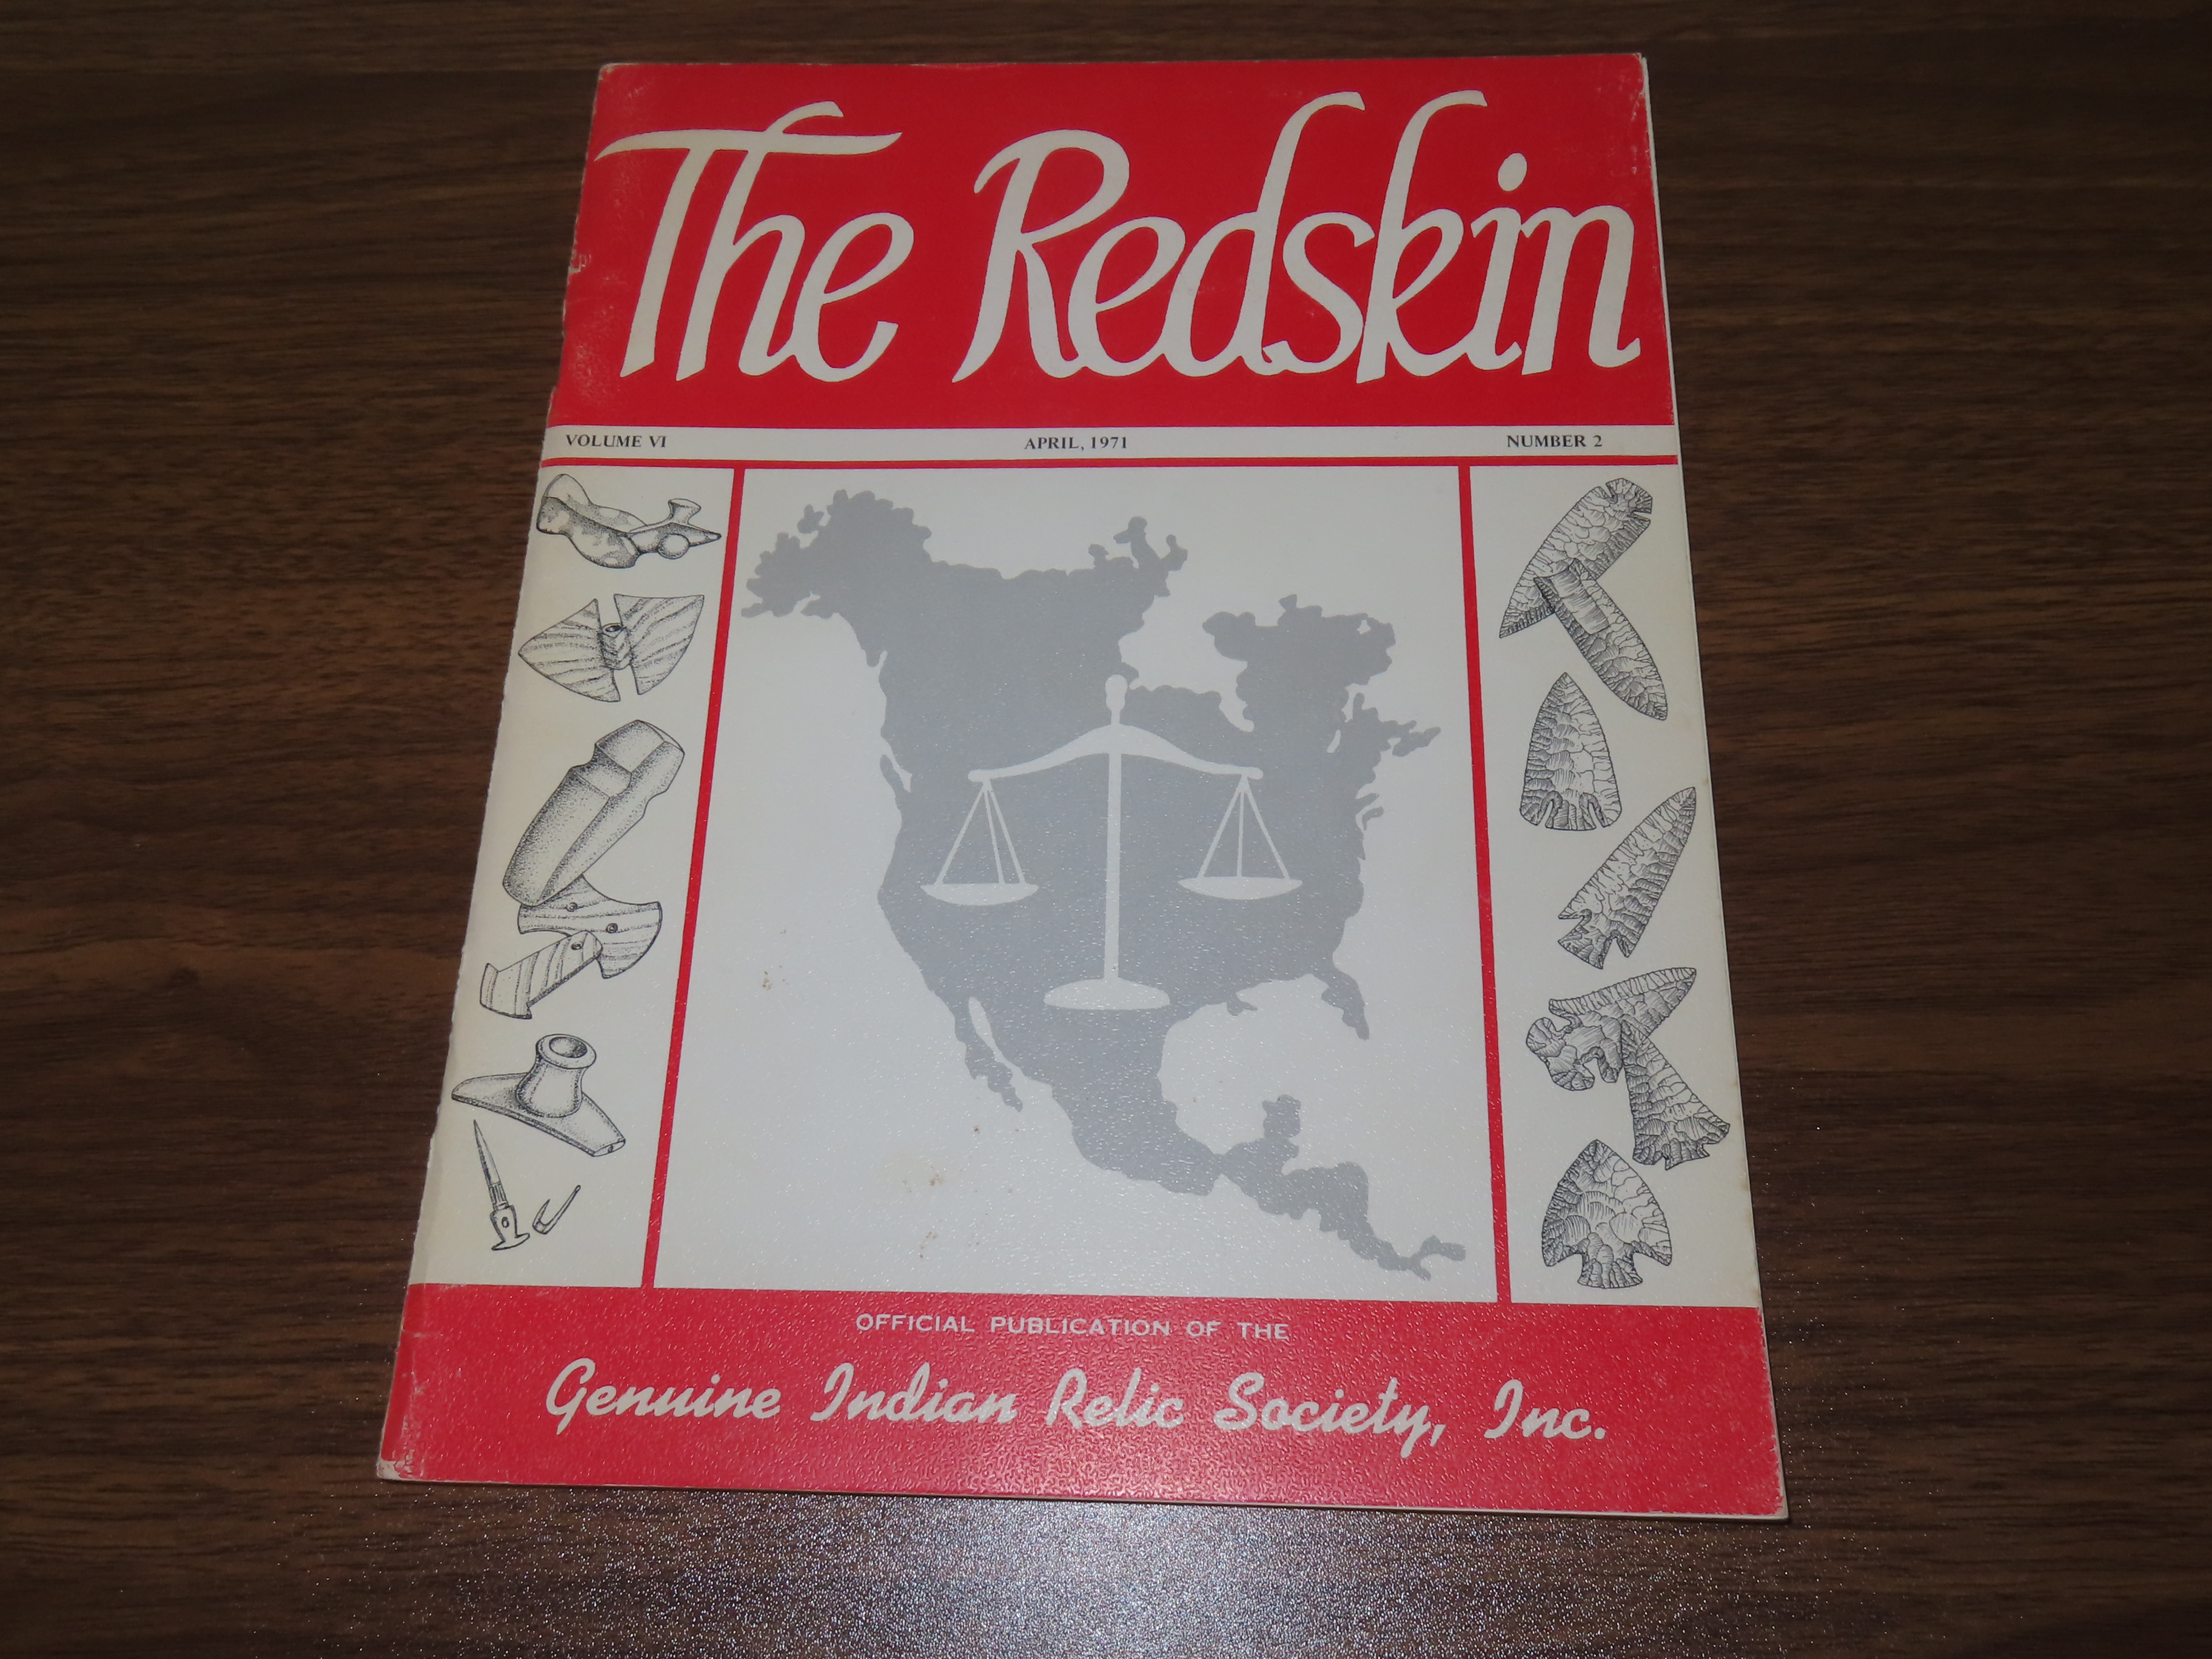 The Redskin
VOLUME VI APRIL, 1971 NUMBER 2
OFFICIAL PUBLICATION OF THE
Genuine Indian Relic Society, Inc.